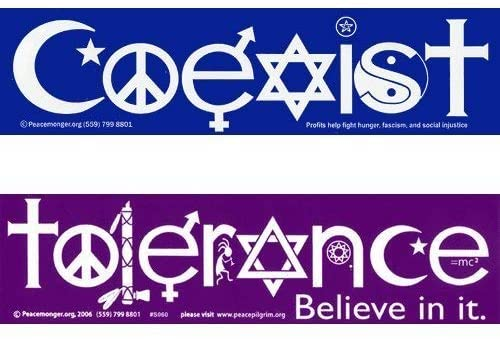 Coexist
© Peacemonger.org (559) 799 8801 Profits help fight hunger, fascism, and social injustice
tolerance
=mc²
Believe in it.
© Peacemonger.org, 2006 (559) 799 8801 #S060 please visit www.peacepilgrim.org